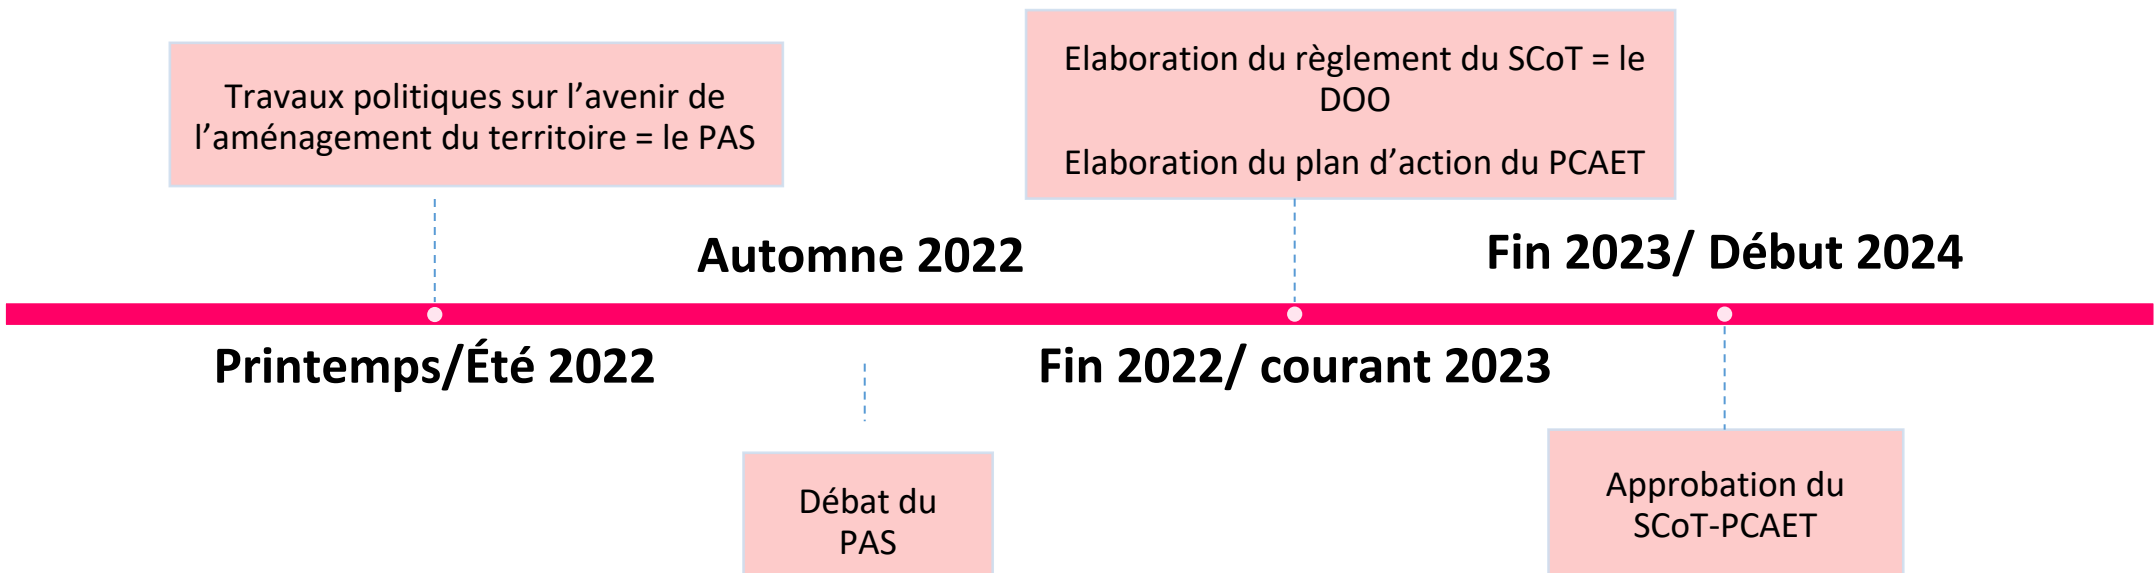 Travaux politiques sur l’avenir de
l’aménagement du territoire = le PAS
Elaboration du règlement du SCoT = le
DOO
Elaboration du plan d’action du PCAET
Automne 2022
Fin 2023/ Début 2024
Printemps/Été 2022
Fin 2022/ courant 2023
Débat du
PAS
Approbation du
SCoT-PCAET